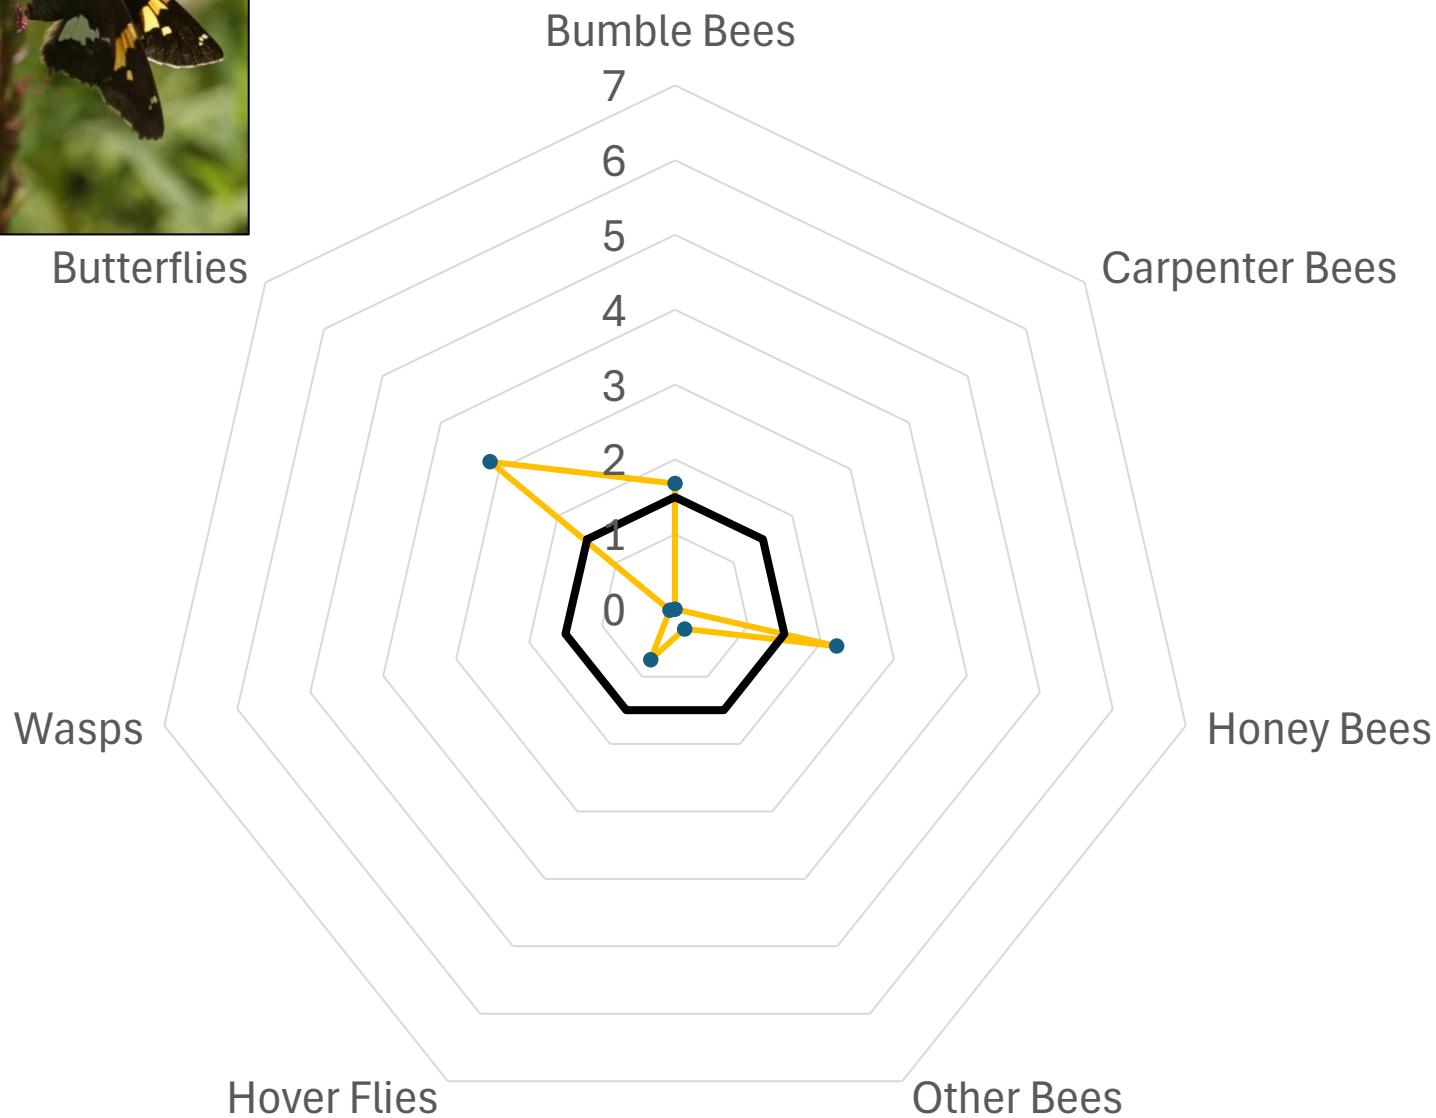 Bumble Bees
7
6
5
4
3
2
1
0
Butterflies
Carpenter Bees
Wasps
Honey Bees
Hover Flies
Other Bees